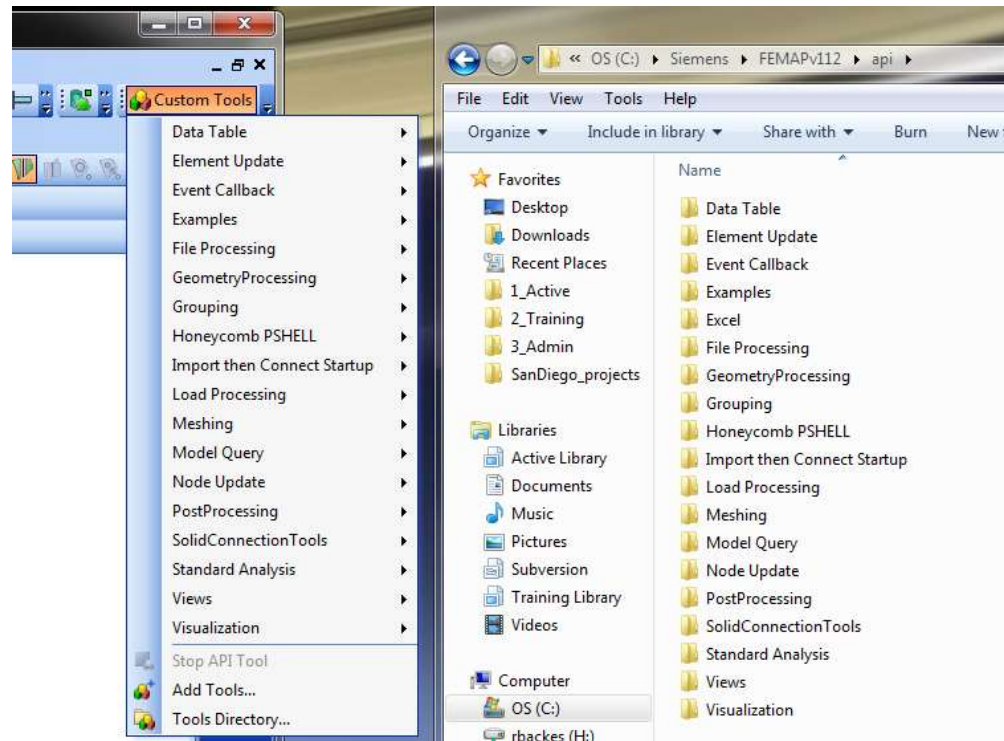 Custom Tools
Data Table
Element Update
Event Callback
Examples
File Processing
GeometryProcessing
Grouping
Honeycomb PSHELL
Import then Connect Startup
Load Processing
Meshing
Model Query
Node Update
PostProcessing
SolidConnectionTools
Standard Analysis
Views
Visualization
Stop API Tool
Add Tools...
Tools Directory...
« OS (C:) Siemens FEMAPv112 api
File Edit View Tools Help
Organize Include in library Share with Burn New
Favorites
Desktop
Downloads
Recent Places
1_Active
2_Training
3_Admin
SanDiego_projects
Libraries
Active Library
Documents
Music
Pictures
Subversion
Training Library
Videos
Computer
OS (C:)
rbackes (H:)
Name
Data Table
Element Update
Event Callback
Examples
Excel
File Processing
GeometryProcessing
Grouping
Honeycomb PSHELL
Import then Connect Startup
Load Processing
Meshing
Model Query
Node Update
PostProcessing
SolidConnectionTools
Standard Analysis
Views
Visualization